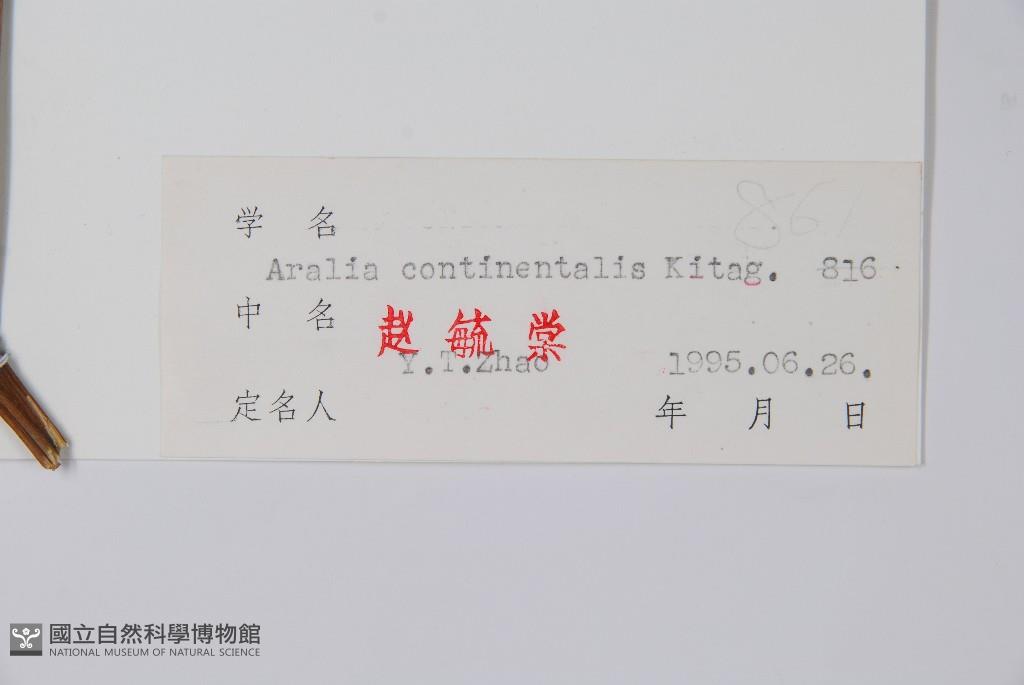 学 名
861
Aralia continentalis Kitag. 816
中 名
赵 毓 棠
Y.T.Zhao 1995.06.26.
定名人 年 月 日
國立自然科學博物館
NATIONAL MUSEUM OF NATURAL SCIENCE